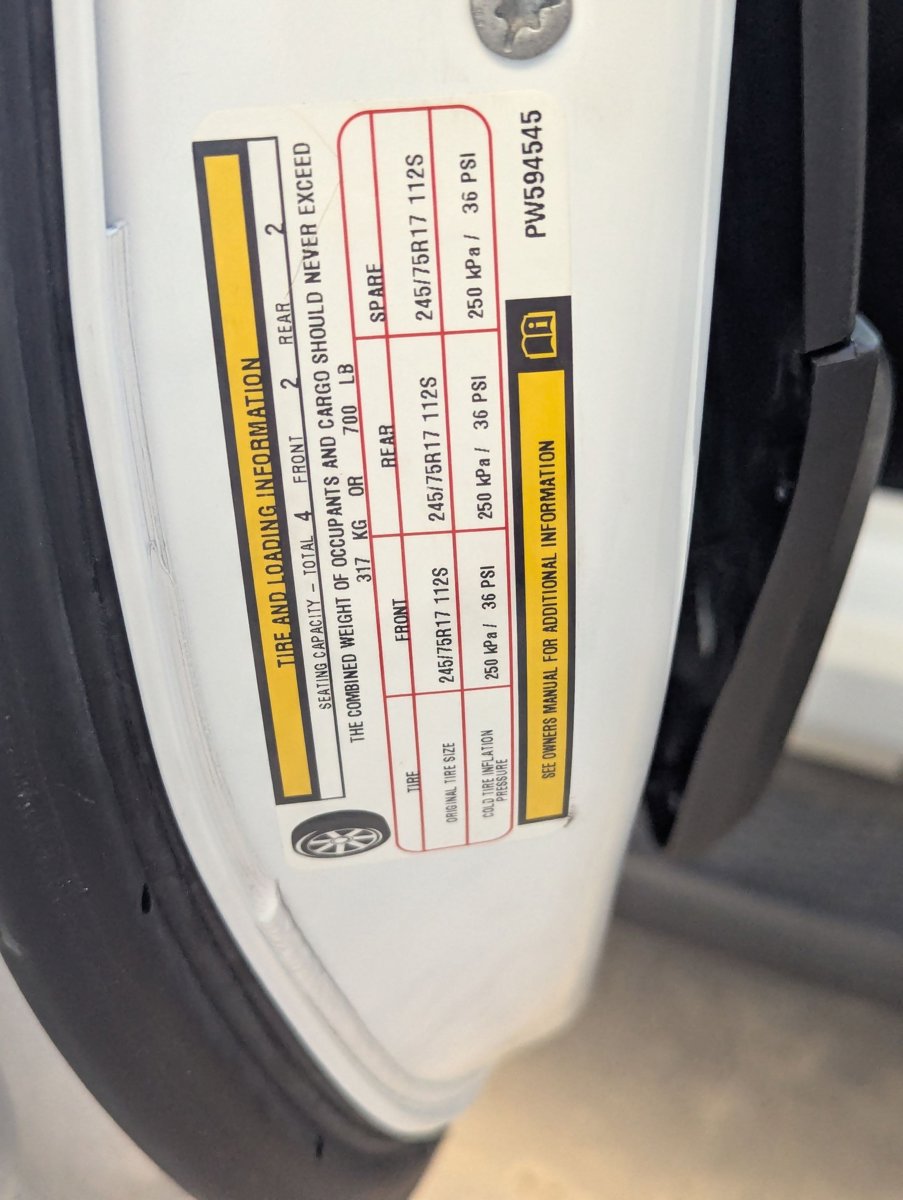 TIRE AND LOADING INFORMATION
SEATING CAPACITY – TOTAL 4 FRONT 2 REAR 2
THE COMBINED WEIGHT OF OCCUPANTS AND CARGO SHOULD NEVER EXCEED
317 KG OR 700 LB
TIRE FRONT REAR SPARE
ORIGINAL TIRE SIZE 245/75R17 112S 245/75R17 112S 245/75R17 112S
COLD TIRE INFLATION
PRESSURE 250 kPa / 36 PSI 250 kPa / 36 PSI 250 kPa / 36 PSI
SEE OWNERS MANUAL FOR ADDITIONAL INFORMATION
PW594545